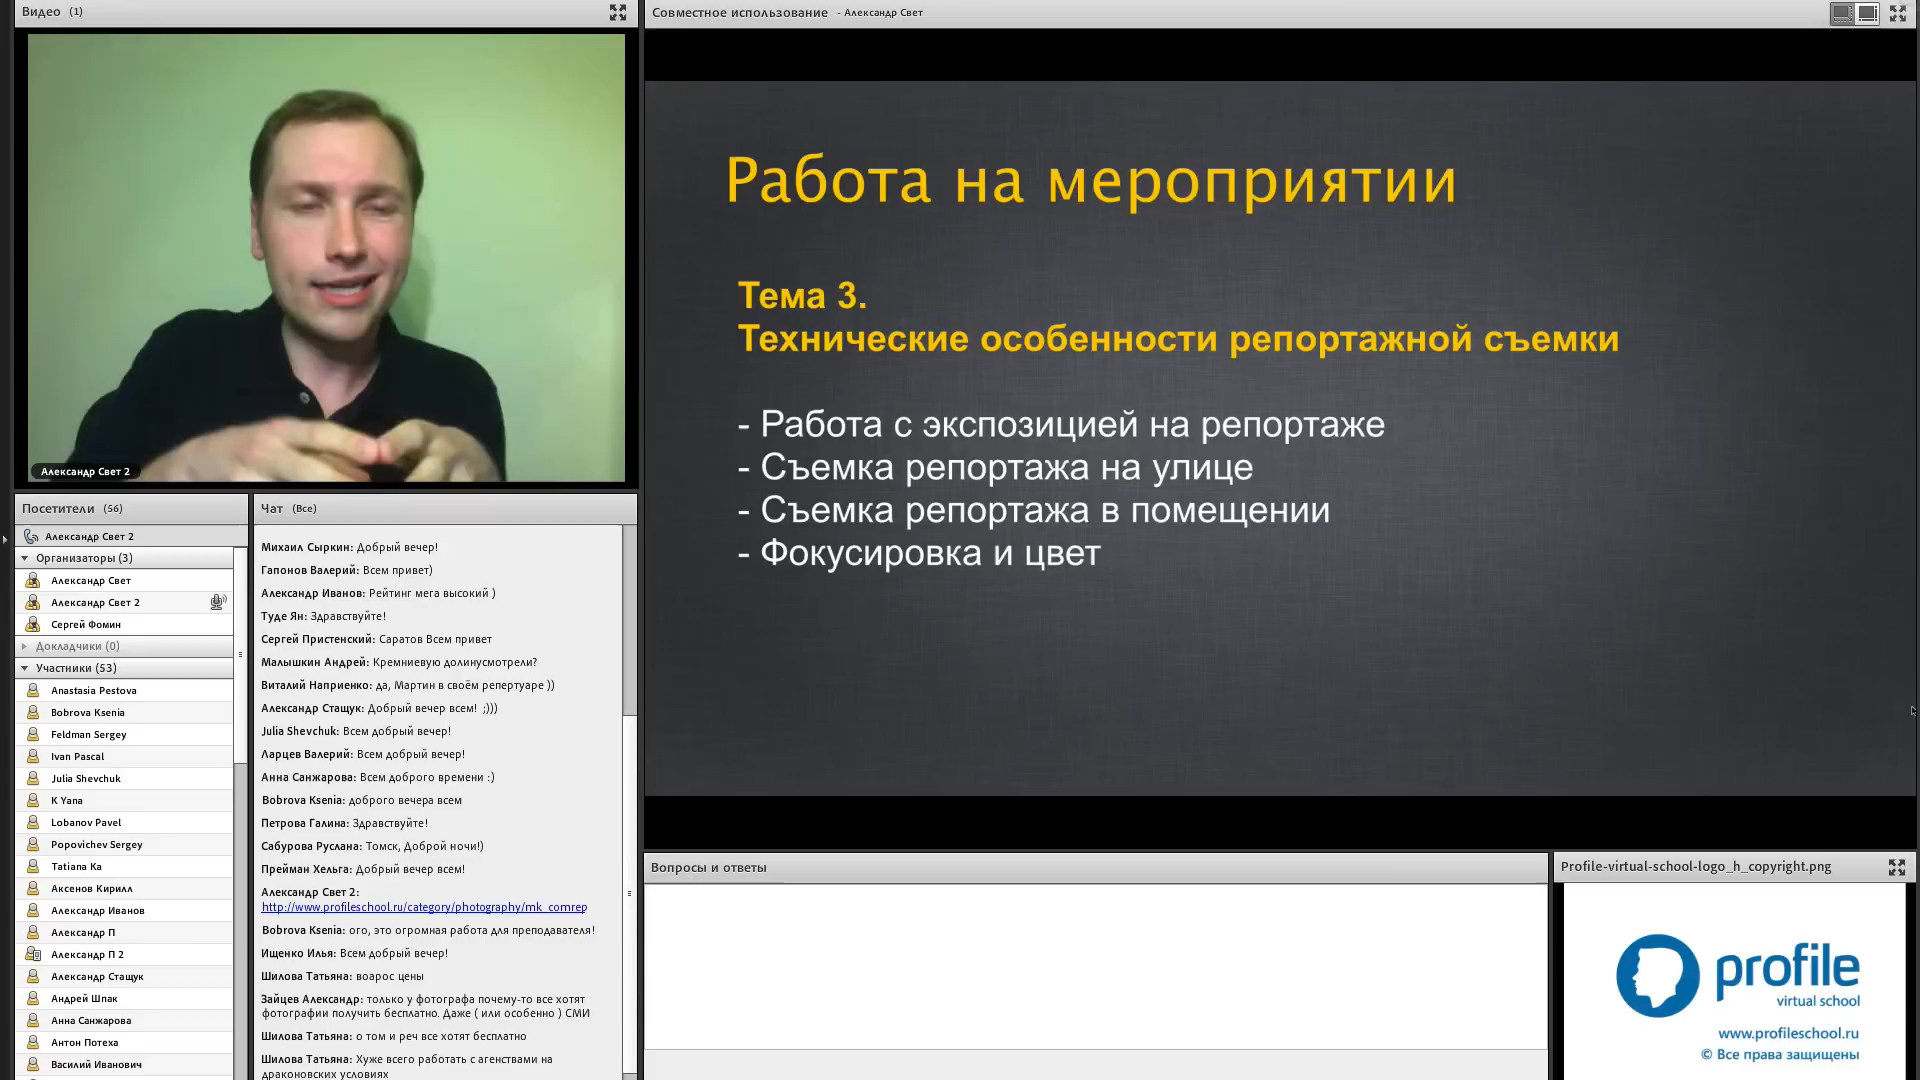 Видео (1)
Александр Свет 2
Посетители (56)
Александр Свет 2
Организаторы (3)
Александр Свет
Александр Свет 2
Сергей Фомин
Докладчики (0)
Участники (53)
Anastasia Pestova
Bobrova Ksenia
Feldman Sergey
Ivan Pascal
Julia Shevchuk
K Yana
Lobanov Pavel
Popovichev Sergey
Tatiana Ka
Аксенов Кирилл
Александр Иванов
Александр П
Александр П 2
Александр Стащук
Андрей Шпак
Анна Санжарова
Антон Потеха
Василий Иванович
Чат (Все)
Михаил Сыркин: Добрый вечер!
Гапонов Валерий: Всем привет)
Александр Иванов: Рейтинг мега высокий )
Туде Ян: Здравствуйте!
Сергей Пристенский: Саратов Всем привет
Малышкин Андрей: Кремниевую долинусмотрели?
Виталий Наприенко: да, Мартин в своём репертуаре ))
Александр Стащук: Добрый вечер всем! ;)))
Julia Shevchuk: Всем добрый вечер!
Ларцев Валерий: Всем добрый вечер!
Анна Санжарова: Всем доброго времени :)
Bobrova Ksenia: доброго вечера всем
Петрова Галина: Здравствуйте!
Сабурова Руслана: Томск, Доброй ночи!)
Прейман Хельга: Добрый вечер всем!
Александр Свет 2:
http://www.profileschool.ru/category/photography/mk_comrep
Bobrova Ksenia: ого, это огромная работа для преподавателя!
Ищенко Илья: Всем добрый вечер!
Шилова Татьяна: воарос цены
Зайцев Александр: только у фотографа почему-то все хотят
фотографии получить бесплатно. Даже ( или особенно ) СМИ
Шилова Татьяна: о том и реч все хотят бесплатно
Шилова Татьяна: Хуже всего работать с агенствами на
драконовских условиях
Совместное использование - Александр Свет
Работа на мероприятии
Тема 3.
Технические особенности репортажной съемки
- Работа с экспозицией на репортаже
- Съемка репортажа на улице
- Съемка репортажа в помещении
- Фокусировка и цвет
Вопросы и ответы
Profile-virtual-school-logo_h_copyright.png
profile
virtual school
www.profileschool.ru
© Все права защищены